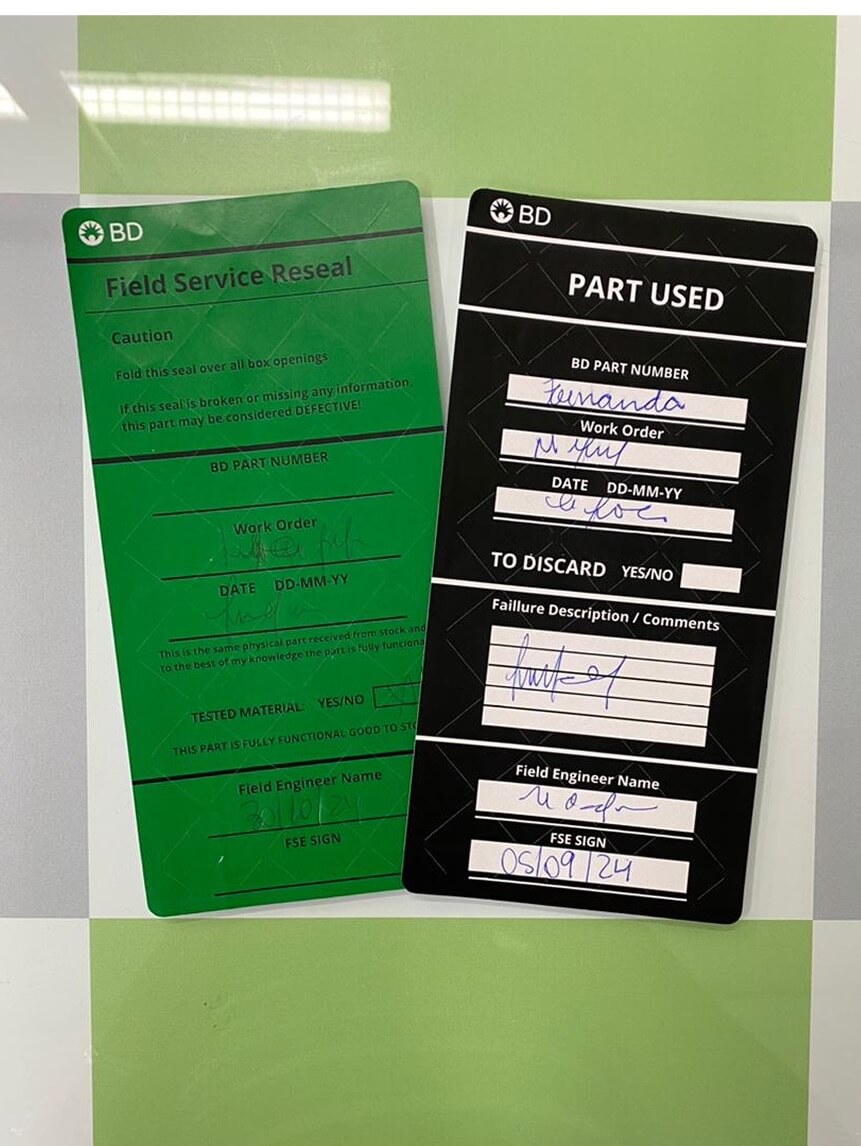 BD
Field Service Reseal
Caution
Fold this seal over all box openings
If this seal is broken or missing any information,
this part may be considered DEFECTIVE!
BD PART NUMBER
Work Order
DATE DD-MM-YY
This is the same physical part received from stock and
to the best of my knowledge the part is fully
TESTED MATERIAL: YES/NO
THIS PART IS FULLY FUNCTIONAL GOOD TO
Field Engineer Name
30/10/24
FSE SIGN
BD
PART USED
BD PART NUMBER
Fernanda
Work Order
DATE DD-MM-YY
TO DISCARD YES/NO
Faillure Description / Comments
Field Engineer Name
FSE SIGN
05/09/24